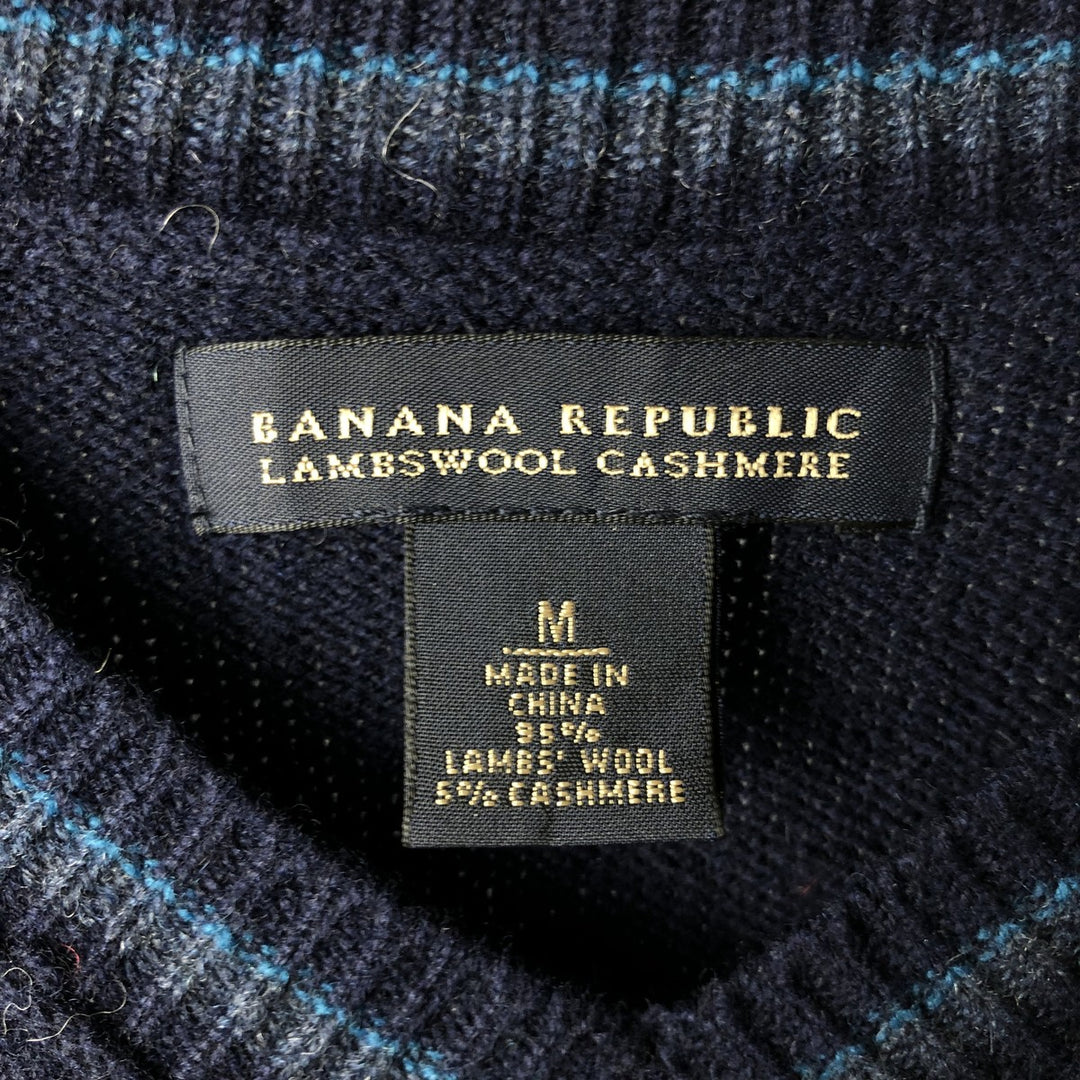 BANANA REPUBLIC
LAMBSWOOL CASHMERE
M
MADE IN
CHINA
95%
LAMBS' WOOL
5% CASHMERE